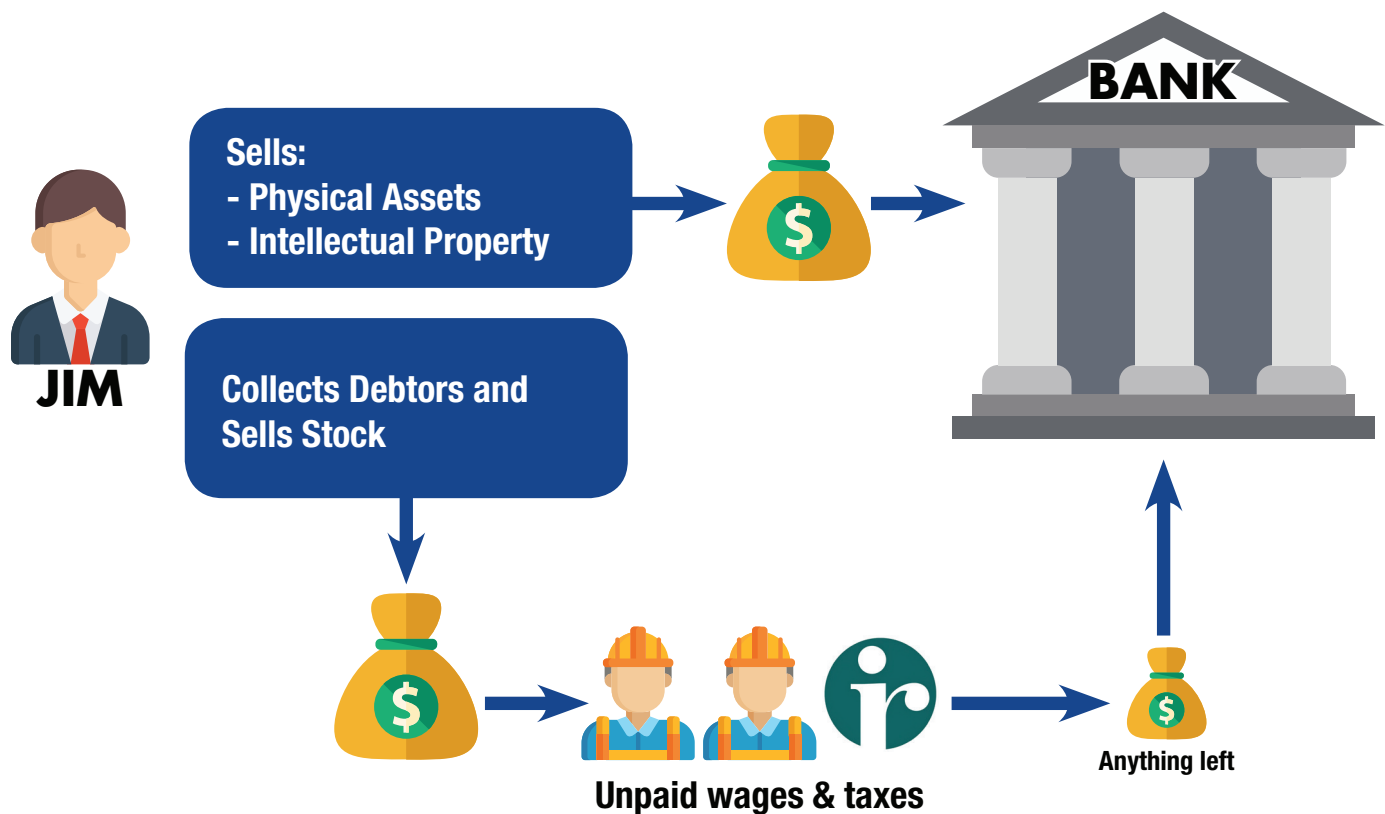 BANK
Sells:
- Physical Assets
- Intellectual Property
$
JIM
Collects Debtors and
Sells Stock
$
ir
$
Anything left
Unpaid wages & taxes